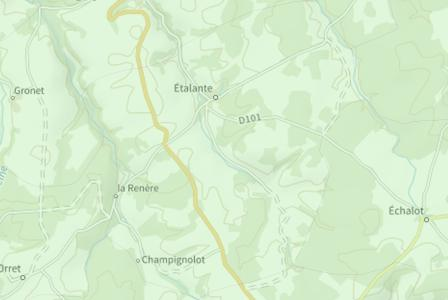 Étalante
Gronet
D101
la Renère
Échalot
Champignolot
Orret